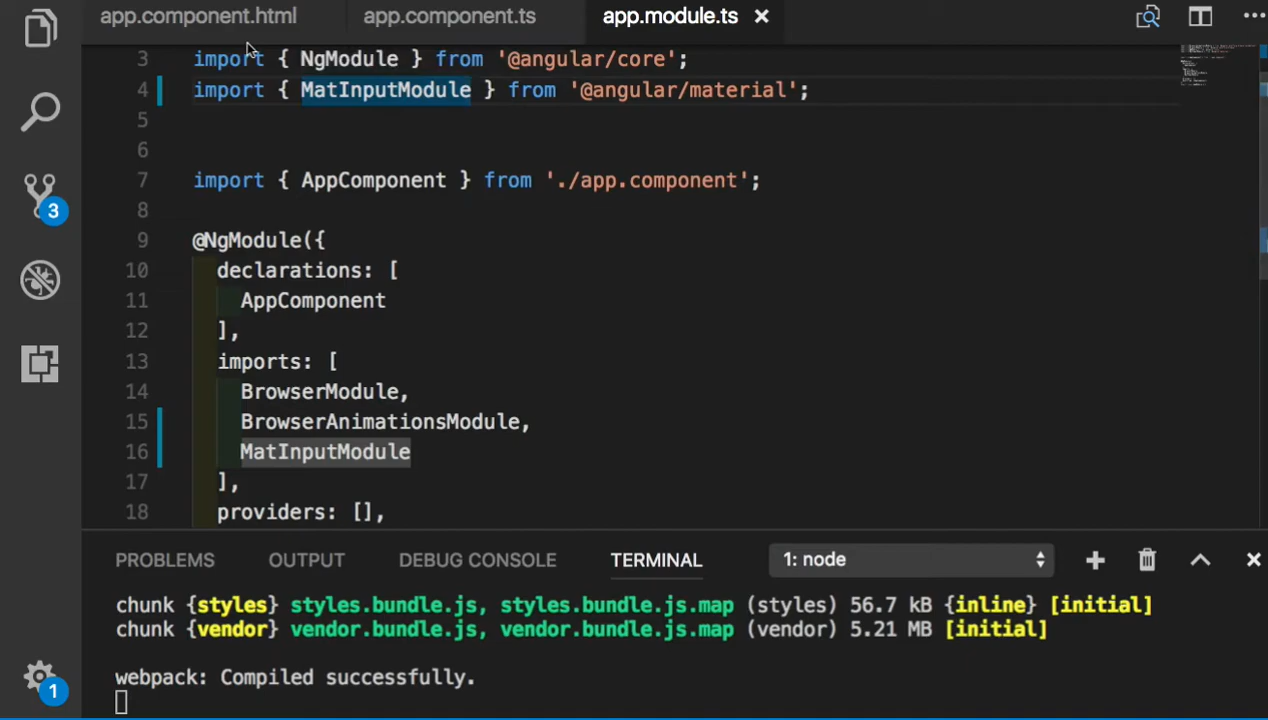 app.component.html app.component.ts app.module.ts
3 import { NgModule } from '@angular/core';
4 import { MatInputModule } from '@angular/material';
5
6
7 import { AppComponent } from './app.component';
8
9 @NgModule({
10 declarations: [
11 AppComponent
12 ],
13 imports: [
14 BrowserModule,
15 BrowserAnimationsModule,
16 MatInputModule
17 ],
18 providers: [],
3
1
PROBLEMS OUTPUT DEBUG CONSOLE TERMINAL 1: node
chunk {styles} styles.bundle.js, styles.bundle.js.map (styles) 56.7 kB {inline} [initial]
chunk {vendor} vendor.bundle.js, vendor.bundle.js.map (vendor) 5.21 MB [initial]
webpack: Compiled successfully.